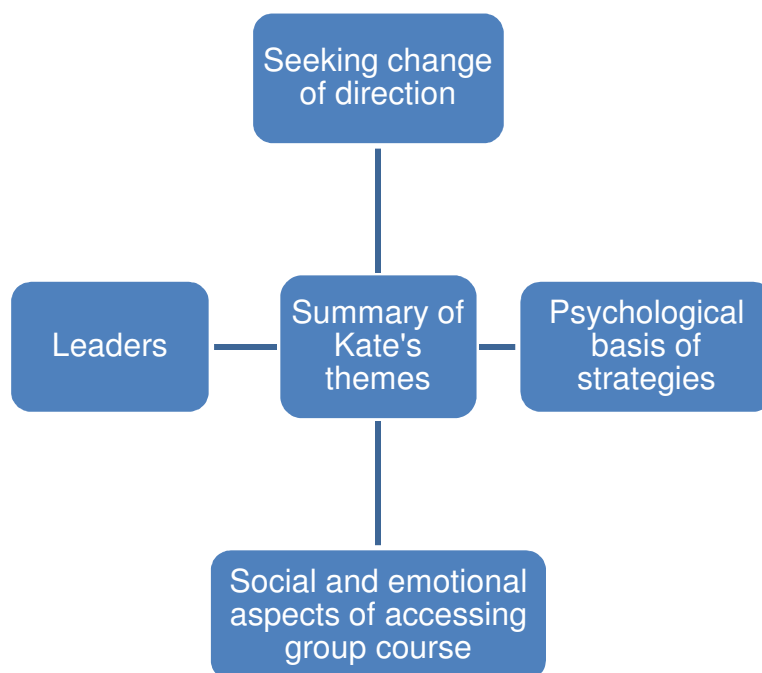 Seeking change
of direction
Leaders
Summary of
Kate's
themes
Psychological
basis of
strategies
Social and emotional
aspects of accessing
group course